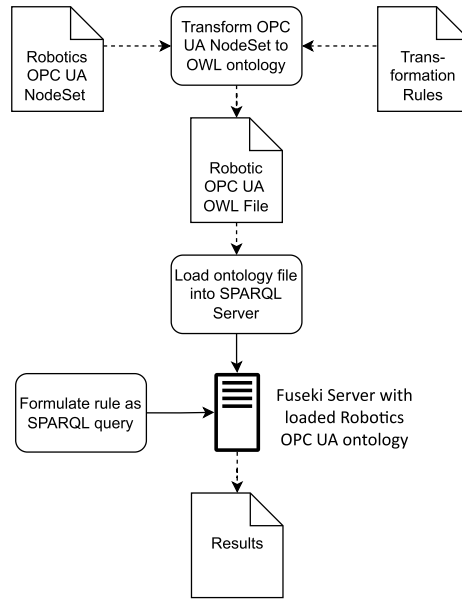 Robotics
OPC UA
NodeSet
Transform OPC
UA NodeSet to
OWL ontology
Trans-
formation
Rules
Robotic
OPC UA
OWL File
Load ontology file
into SPARQL
Server
Formulate rule as
SPARQL query
Fuseki Server with
loaded Robotics
OPC UA ontology
Results